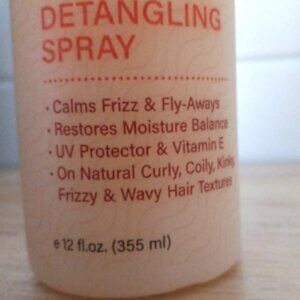 DETANGLING
SPRAY
· Calms Frizz & Fly-Aways
· Restores Moisture Balance
· UV Protector & Vitamin E
· On Natural Curly, Coily, Kinky,
Frizzy & Wavy Hair Textures
e 12 fl.oz. (355 ml)